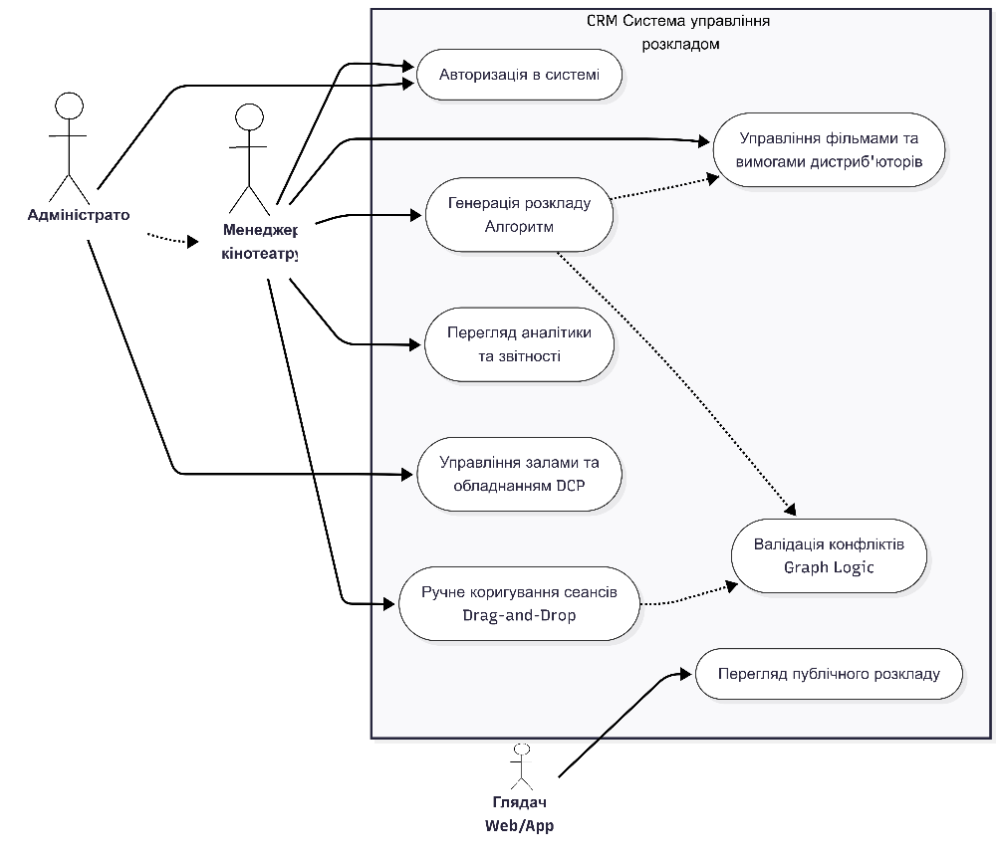 CRM Система управління
розкладом
Авторизація в системі
Управління фільмами та
вимогами дистриб'юторів
Адміністрато
Менеджер
кінотеатру
Генерація розкладу
Алгоритм
Перегляд аналітики
та звітності
Управління залами та
обладнанням DCP
Валідація конфліктів
Graph Logic
Ручне коригування сеансів
Drag-and-Drop
Перегляд публічного розкладу
Глядач
Web/App